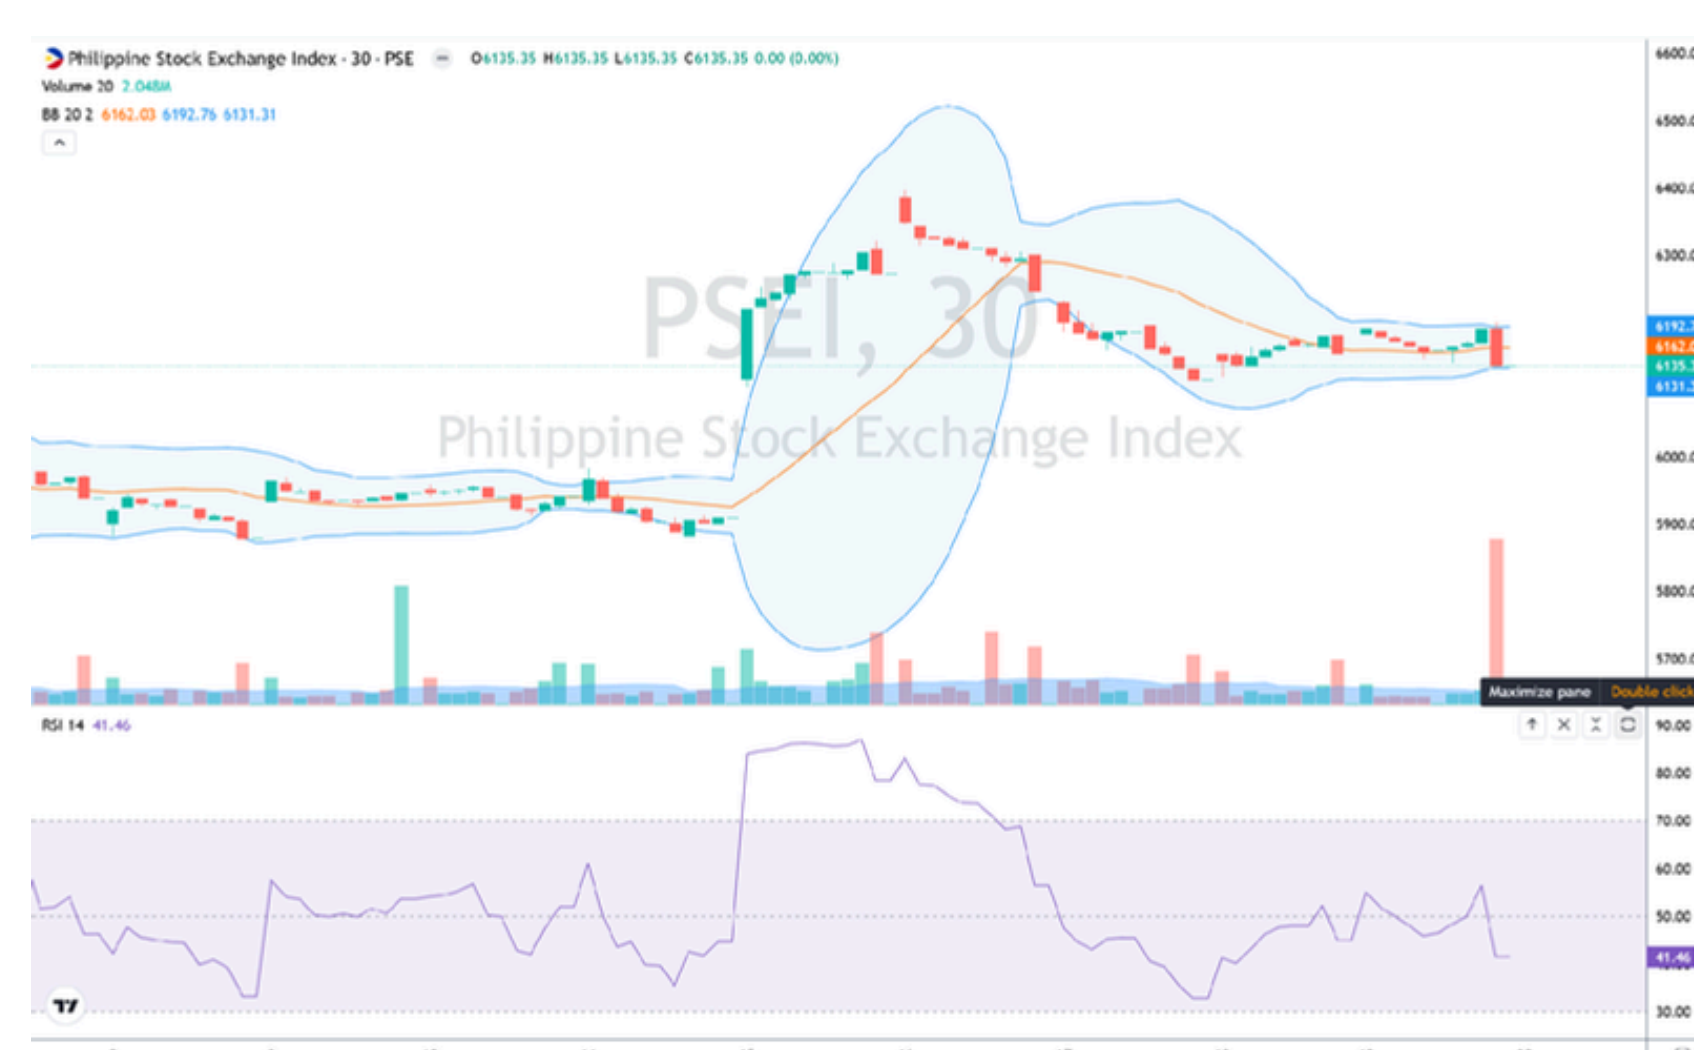 Philippine Stock Exchange Index · 30 · PSE O6135.35 H6135.35 L6135.35 C6135.35 0.00 (0.00%)
Volume 20 2.048M
BB 20 2 6162.03 6192.76 6131.31
6600.0
6500.0
6400.0
6300.0
PSEI, 30
6192.7
6162.0
6135.3
6131.3
Philippine Stock Exchange Index
6000.0
5900.0
5800.0
5700.0
Maximize pane Double click
RSI 14 41.46
90.00
80.00
70.00
60.00
50.00
41.46
30.00